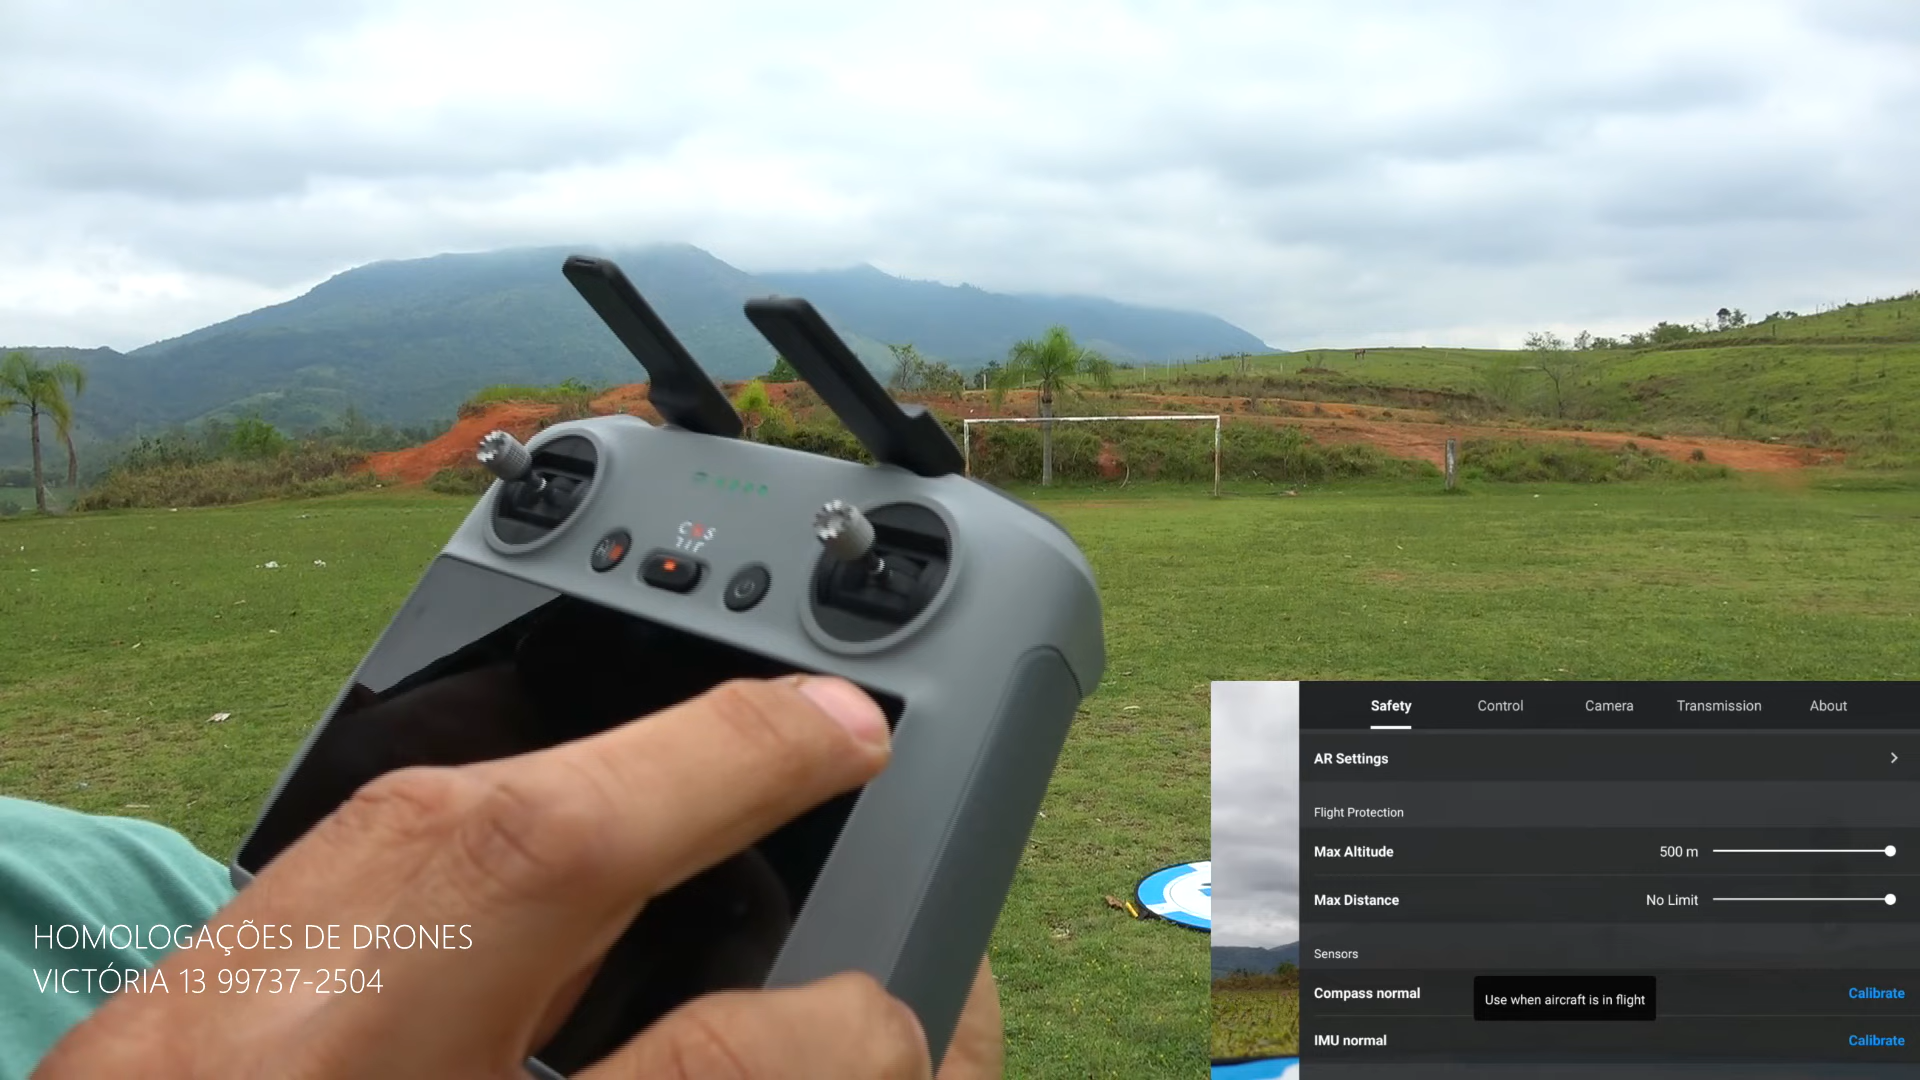 C N S
HOMOLOGAÇÕES DE DRONES
VICTÓRIA 13 99737-2504
Safety Control Camera Transmission About
AR Settings
Flight Protection
Max Altitude 500 m
Max Distance No Limit
Sensors
Compass normal Calibrate
Use when aircraft is in flight
IMU normal Calibrate